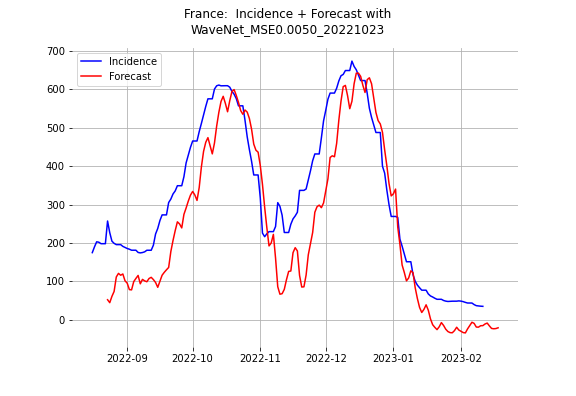 France:  Incidence + Forecast with
WaveNet_MSE0.0050_20221023
Incidence
Forecast
700
600
500
400
300
200
100
0
2022-09 2022-10 2022-11 2022-12 2023-01 2023-02